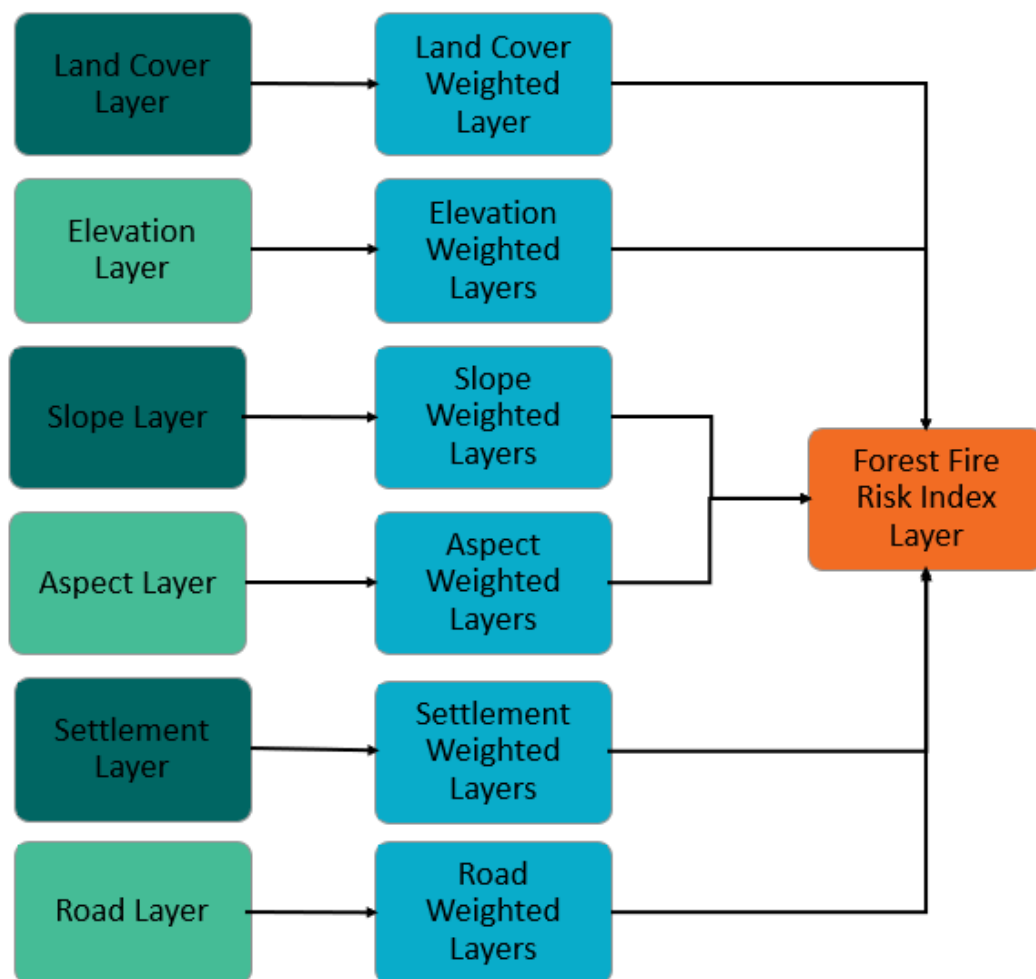 Land Cover
Layer
Land Cover
Weighted
Layer
Elevation
Layer
Elevation
Weighted
Layers
Slope Layer
Slope
Weighted
Layers
Forest Fire
Risk Index
Layer
Aspect Layer
Aspect
Weighted
Layers
Settlement
Layer
Settlement
Weighted
Layers
Road Layer
Road
Weighted
Layers